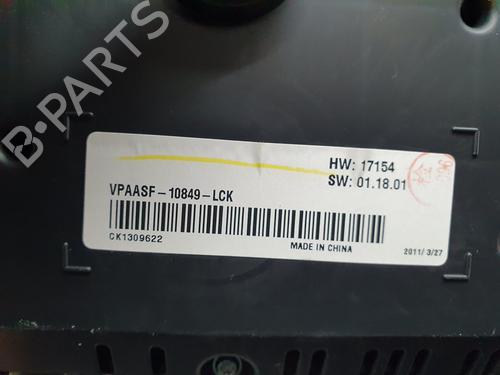 B-PARTS
HW: 17154
SW: 01.18.01
VPAASF-10849-LCK
CK1309622
MADE IN CHINA
2011/ 3/27